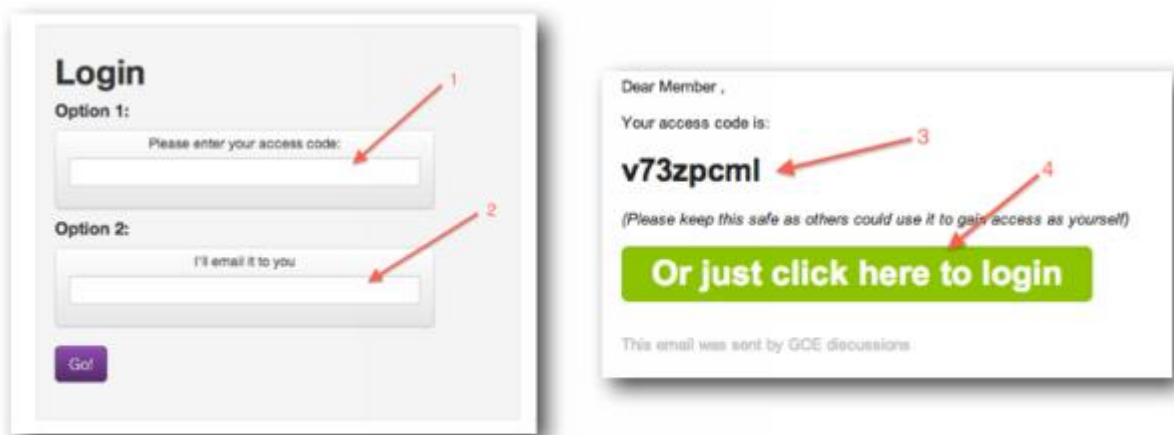 Login
1
Option 1:
Please enter your access code:
2
Option 2:
I'll email it to you
Go!
Dear Member ,
Your access code is:
3
v73zpcml
4
(Please keep this safe as others could use it to gain access as yourself)
Or just click here to login
This email was sent by GCE discussions